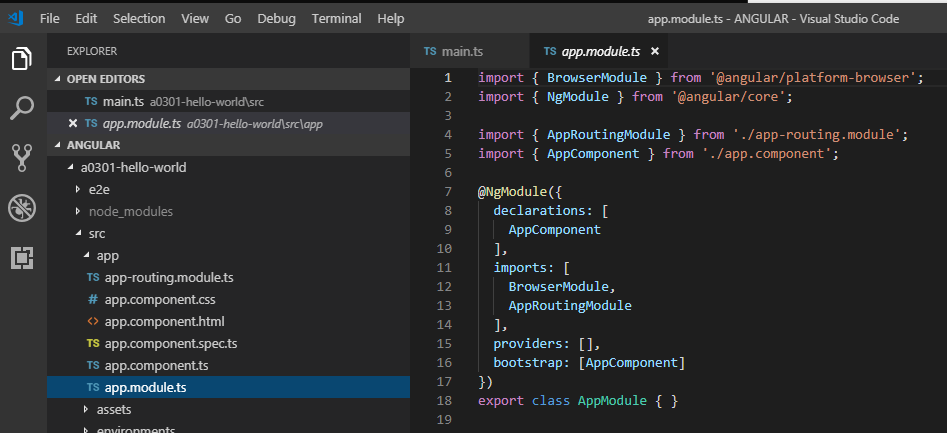 File Edit Selection View Go Debug Terminal Help app.module.ts - ANGULAR - Visual Studio Code
EXPLORER
OPEN EDITORS
TS main.ts a0301-hello-world\src
TS app.module.ts a0301-hello-world\src\app
ANGULAR
a0301-hello-world
e2e
node_modules
src
app
TS app-routing.module.ts
# app.component.css
<> app.component.html
TS app.component.spec.ts
TS app.component.ts
TS app.module.ts
assets
environments
TS main.ts TS app.module.ts
1 import { BrowserModule } from '@angular/platform-browser';
2 import { NgModule } from '@angular/core';
3
4 import { AppRoutingModule } from './app-routing.module';
5 import { AppComponent } from './app.component';
6
7 @NgModule({
8 declarations: [
9 AppComponent
10 ],
11 imports: [
12 BrowserModule,
13 AppRoutingModule
14 ],
15 providers: [],
16 bootstrap: [AppComponent]
17 })
18 export class AppModule { }
19